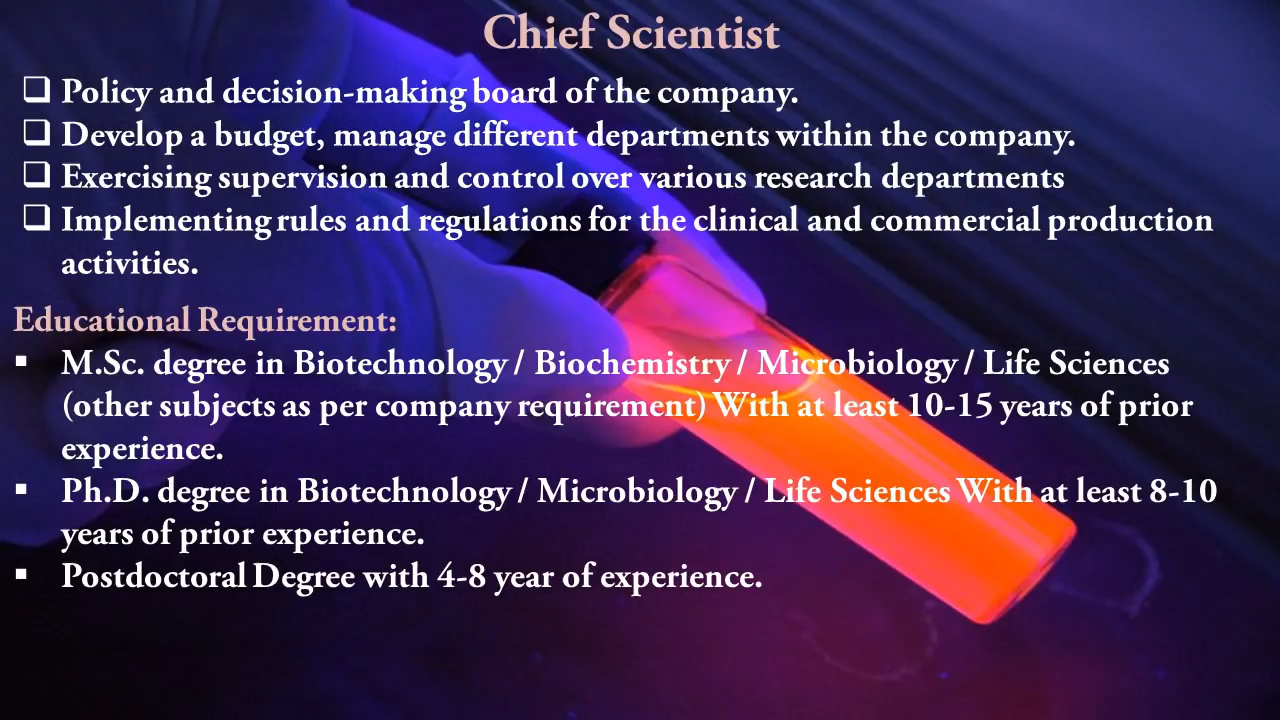 Chief Scientist
❑ Policy and decision-making board of the company.
❑ Develop a budget, manage different departments within the company.
❑ Exercising supervision and control over various research departments
❑ Implementing rules and regulations for the clinical and commercial production
activities.
Educational Requirement:
▪ M.Sc. degree in Biotechnology / Biochemistry / Microbiology / Life Sciences
(other subjects as per company requirement) With at least 10-15 years of prior
experience.
▪ Ph.D. degree in Biotechnology / Microbiology / Life Sciences With at least 8-10
years of prior experience.
▪ Postdoctoral Degree with 4-8 year of experience.